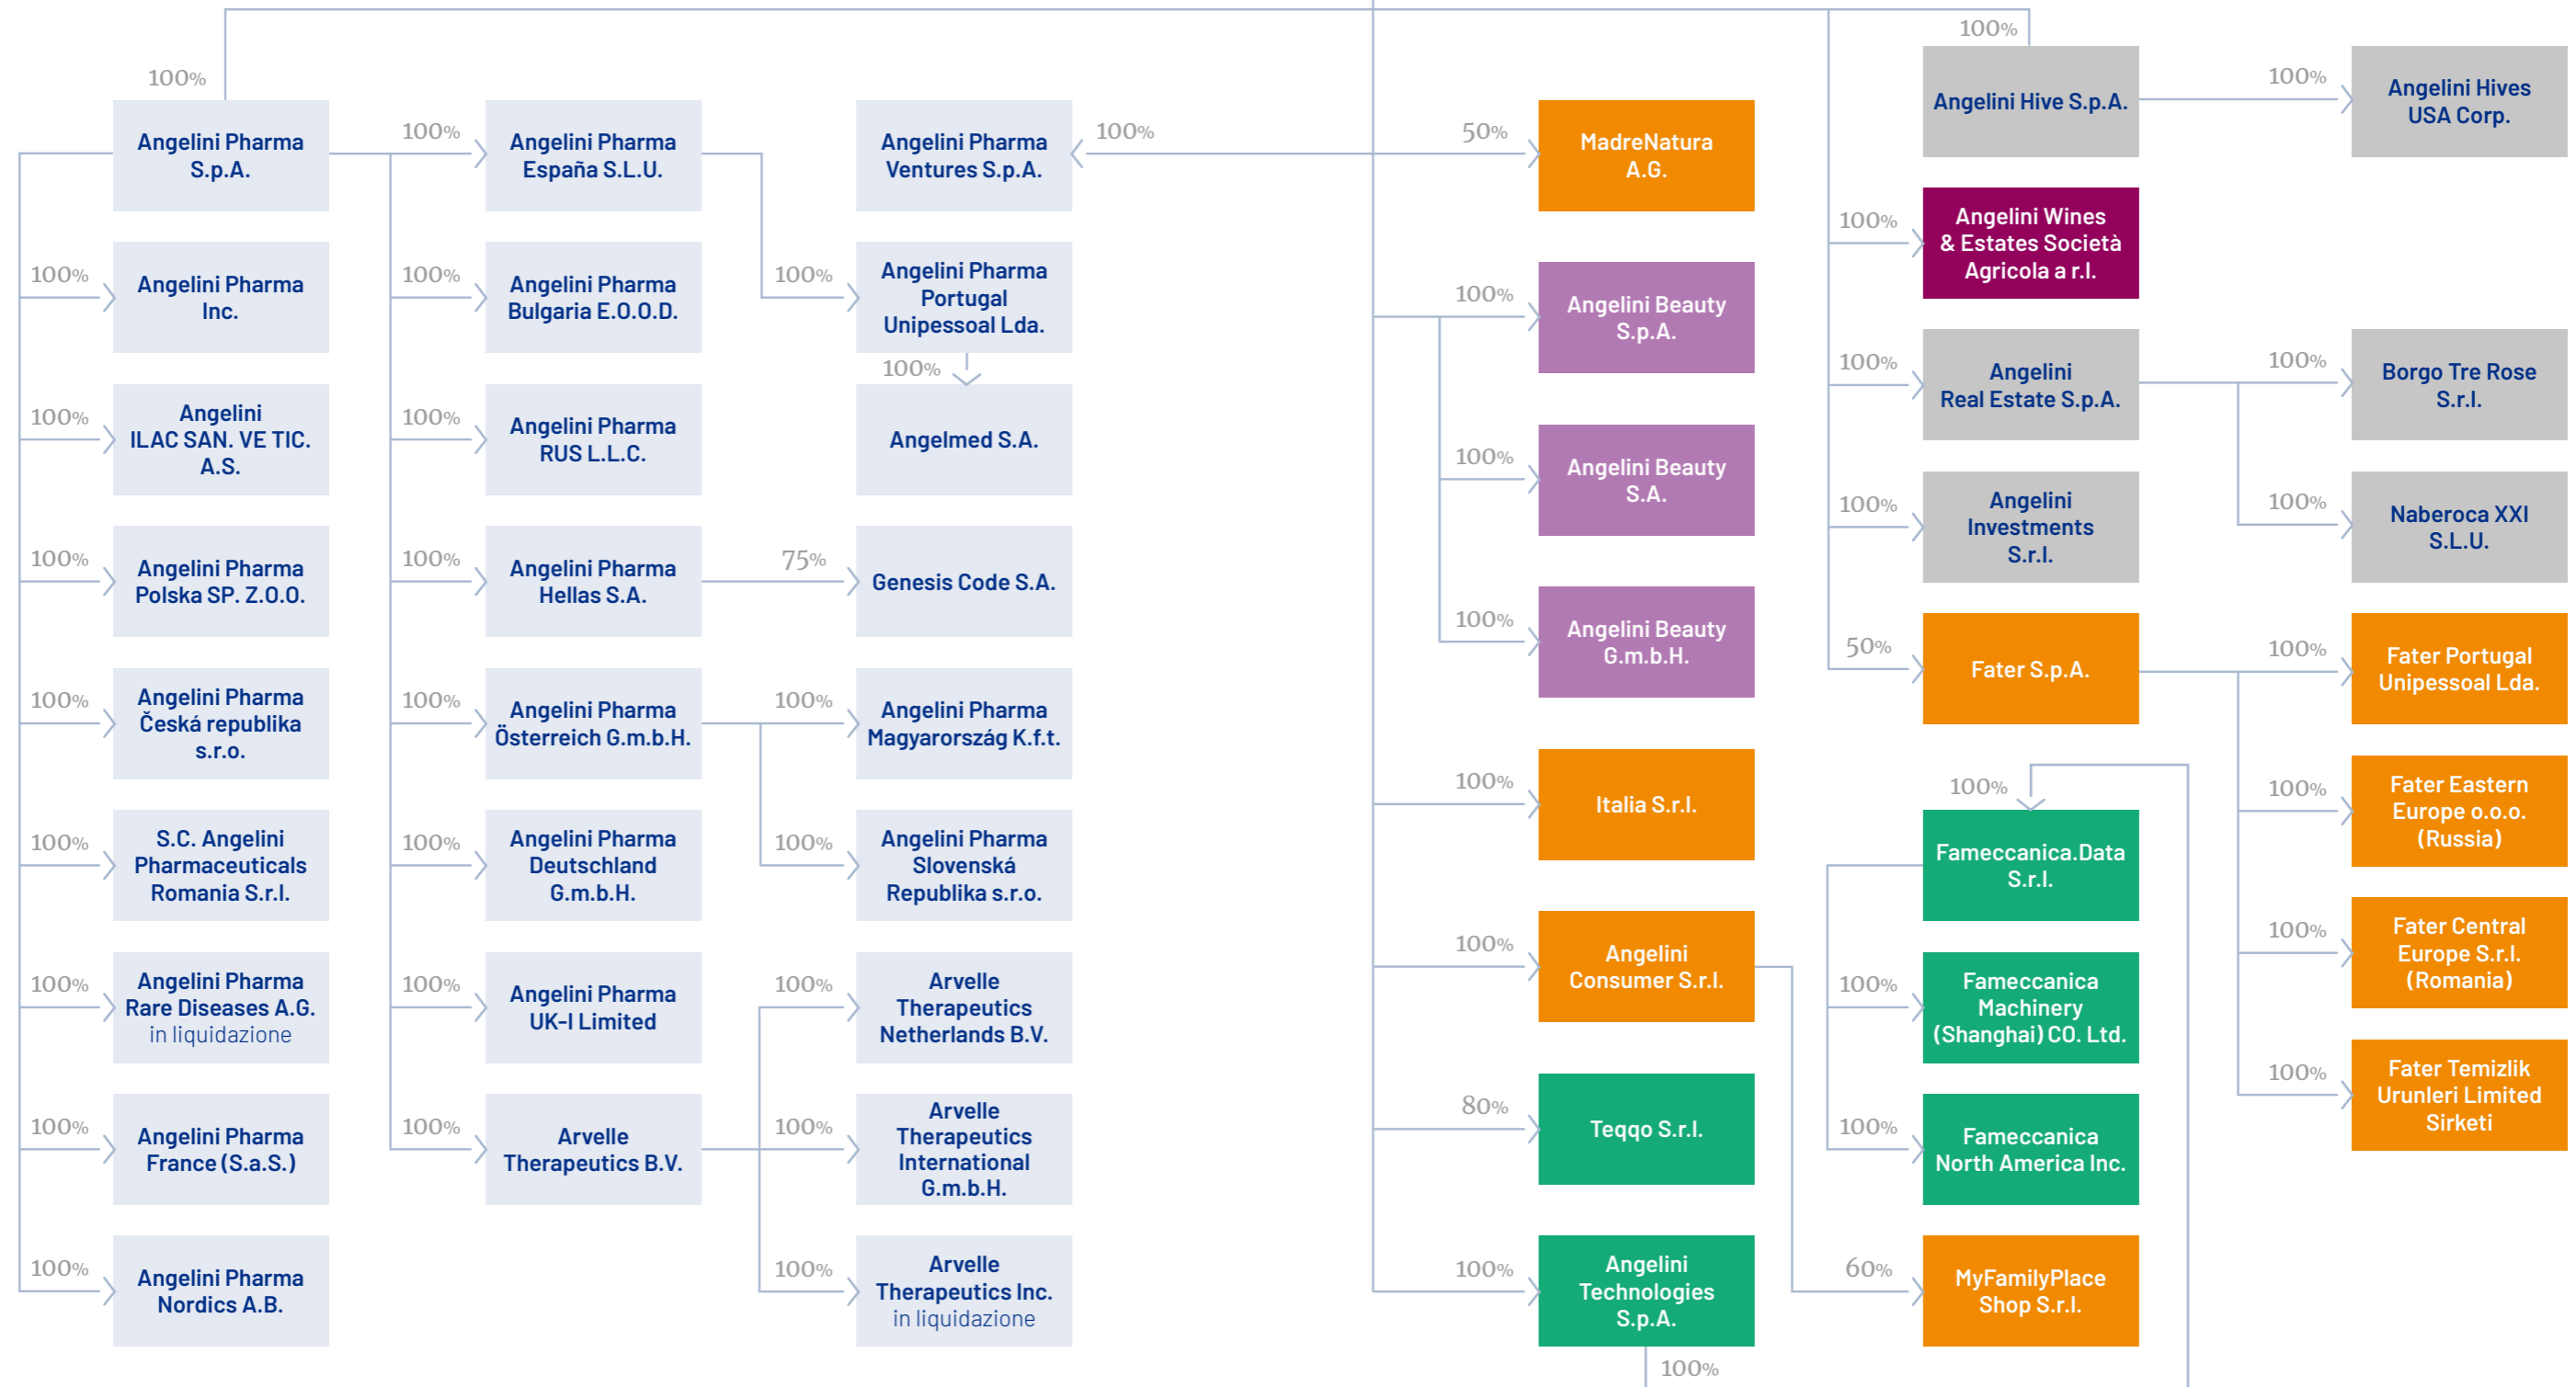 100%
Angelini Pharma
S.p.A.
100%
Angelini Pharma
Inc.
100%
Angelini
ILAC SAN. VE TIC.
A.S.
100%
Angelini Pharma
Polska SP. Z.O.O.
100%
Angelini Pharma
Česká republika
s.r.o.
100%
S.C. Angelini
Pharmaceuticals
Romania S.r.l.
100%
Angelini Pharma
Rare Diseases A.G.
in liquidazione
100%
Angelini Pharma
France (S.a.S.)
100%
Angelini Pharma
Nordics A.B.
100%
Angelini Pharma
España S.L.U.
100%
Angelini Pharma
Bulgaria E.O.O.D.
100%
Angelini Pharma
RUS L.L.C.
100%
Angelini Pharma
Hellas S.A.
100%
Angelini Pharma
Österreich G.m.b.H.
100%
Angelini Pharma
Deutschland
G.m.b.H.
100%
Angelini Pharma
UK-I Limited
100%
Arvelle
Therapeutics B.V.
Angelini Pharma
Ventures S.p.A.
100%
100%
Angelini Pharma
Portugal
Unipessoal Lda.
100%
Angelmed S.A.
75%
Genesis Code S.A.
100%
Angelini Pharma
Magyarország K.f.t.
100%
Angelini Pharma
Slovenská
Republika s.r.o.
100%
Arvelle
Therapeutics
Netherlands B.V.
100%
Arvelle
Therapeutics
International
G.m.b.H.
100%
Arvelle
Therapeutics Inc.
in liquidazione
50%
MadreNatura
A.G.
100%
Angelini Beauty
S.p.A.
100%
Angelini Beauty
S.A.
100%
Angelini Beauty
G.m.b.H.
100%
Italia S.r.l.
100%
Angelini
Consumer S.r.l.
80%
Teqqo S.r.l.
100%
Angelini
Technologies
S.p.A.
100%
100%
Angelini Hive S.p.A.
100%
Angelini Wines
& Estates Società
Agricola a r.l.
100%
Angelini
Real Estate S.p.A.
100%
Angelini
Investments
S.r.l.
50%
Fater S.p.A.
100%
Fameccanica.Data
S.r.l.
100%
Fameccanica
Machinery
(Shanghai) CO. Ltd.
100%
Fameccanica
North America Inc.
60%
MyFamilyPlace
Shop S.r.l.
100%
Angelini Hives
USA Corp.
100%
Borgo Tre Rose
S.r.l.
100%
Naberoca XXI
S.L.U.
100%
Fater Portugal
Unipessoal Lda.
100%
Fater Eastern
Europe o.o.o.
(Russia)
100%
Fater Central
Europe S.r.l.
(Romania)
100%
Fater Temizlik
Urunleri Limited
Sirketi